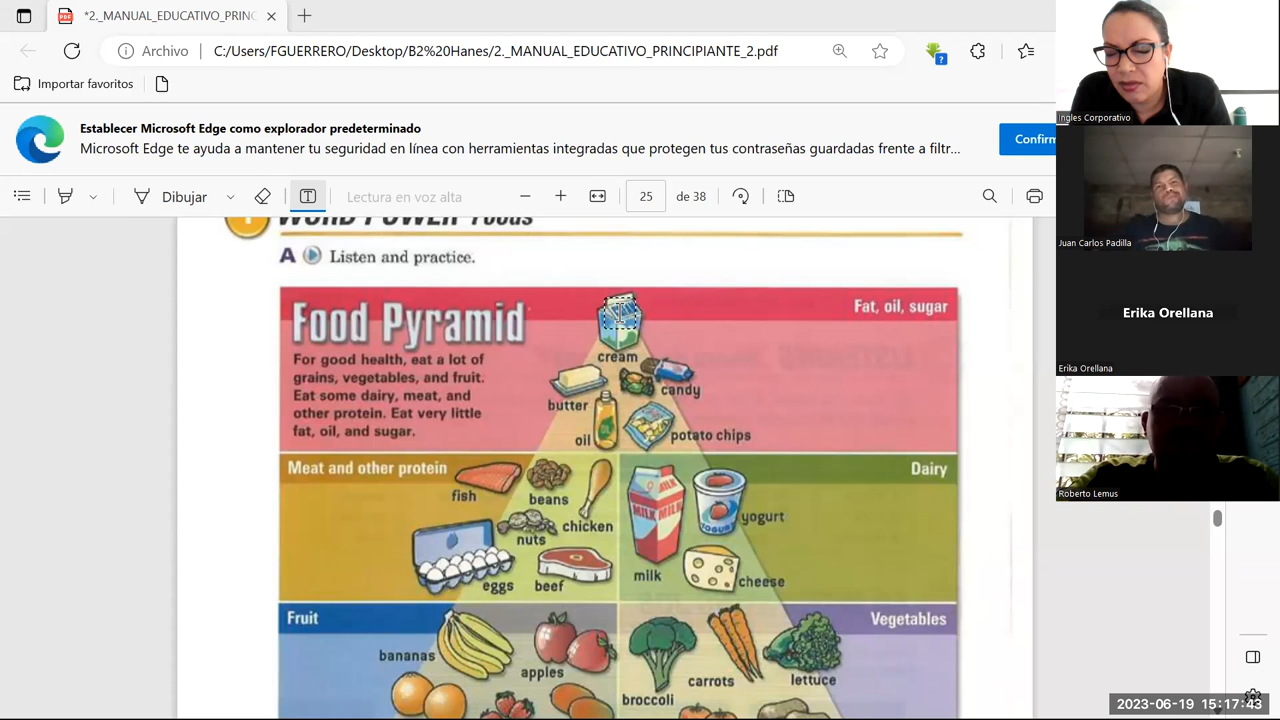 *2._MANUAL_EDUCATIVO_PRINC
Archivo
C:/Users/FGUERRERO/Desktop/B2%20Hanes/2._MANUAL_EDUCATIVO_PRINCIPIANTE_2.pdf
Importar favoritos
Establecer Microsoft Edge como explorador predeterminado
Microsoft Edge te ayuda a mantener tu seguridad en línea con herramientas integradas que protegen tus contraseñas guardadas frente a filtr...
Confirm
Dibujar
Lectura en voz alta
25 de 38
WORD POWER Foods
A Listen and practice.
Food Pyramid
For good health, eat a lot of
grains, vegetables, and fruit.
Eat some dairy, meat, and
other protein. Eat very little
fat, oil, and sugar.
Fat, oil, sugar
cream
butter
candy
oil
potato chips
Meat and other protein
fish
beans
chicken
nuts
eggs
beef
Dairy
MILK
YOGURT
yogurt
milk
cheese
Fruit
bananas
apples
Vegetables
broccoli
carrots
lettuce
Ingles Corporativo
Juan Carlos Padilla
Erika Orellana
Erika Orellana
Roberto Lemus
2023-06-19 15:17:43